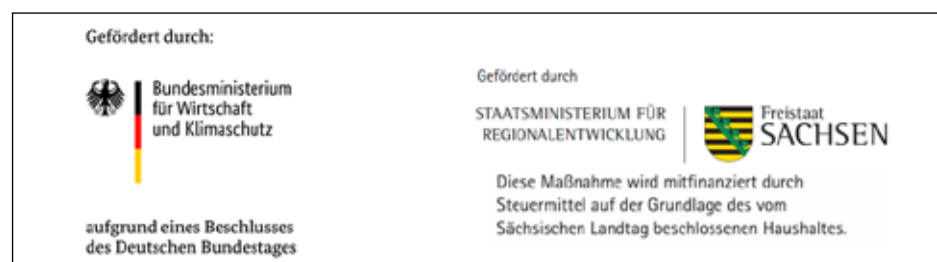 Gefördert durch:
Bundesministerium
für Wirtschaft
und Klimaschutz
aufgrund eines Beschlusses
des Deutschen Bundestages
Gefördert durch
STAATSMINISTERIUM FÜR
REGIONALENTWICKLUNG
Freistaat
SACHSEN
Diese Maßnahme wird mitfinanziert durch
Steuermittel auf der Grundlage des vom
Sächsischen Landtag beschlossenen Haushaltes.